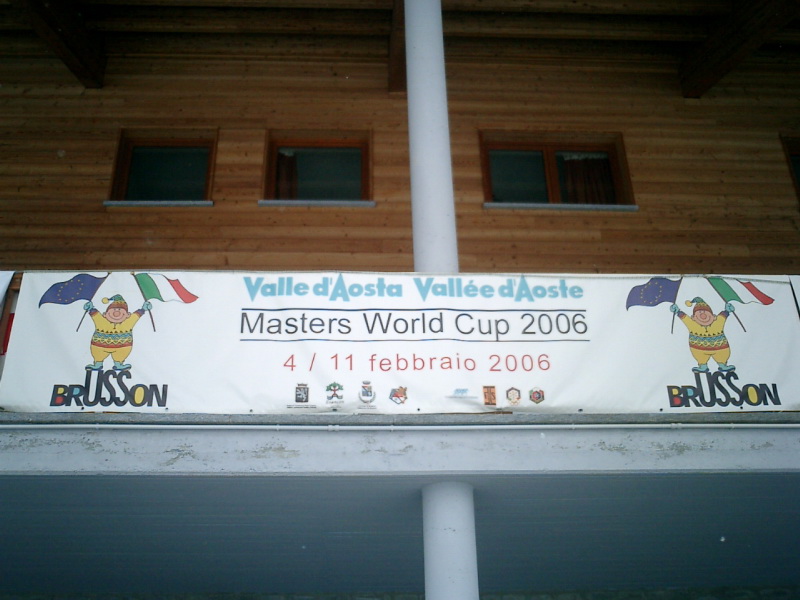 Valle d'Aosta Vallée d'Aoste
Masters World Cup 2006
4 / 11 febbraio 2006
BRUSSON
BRUSSON